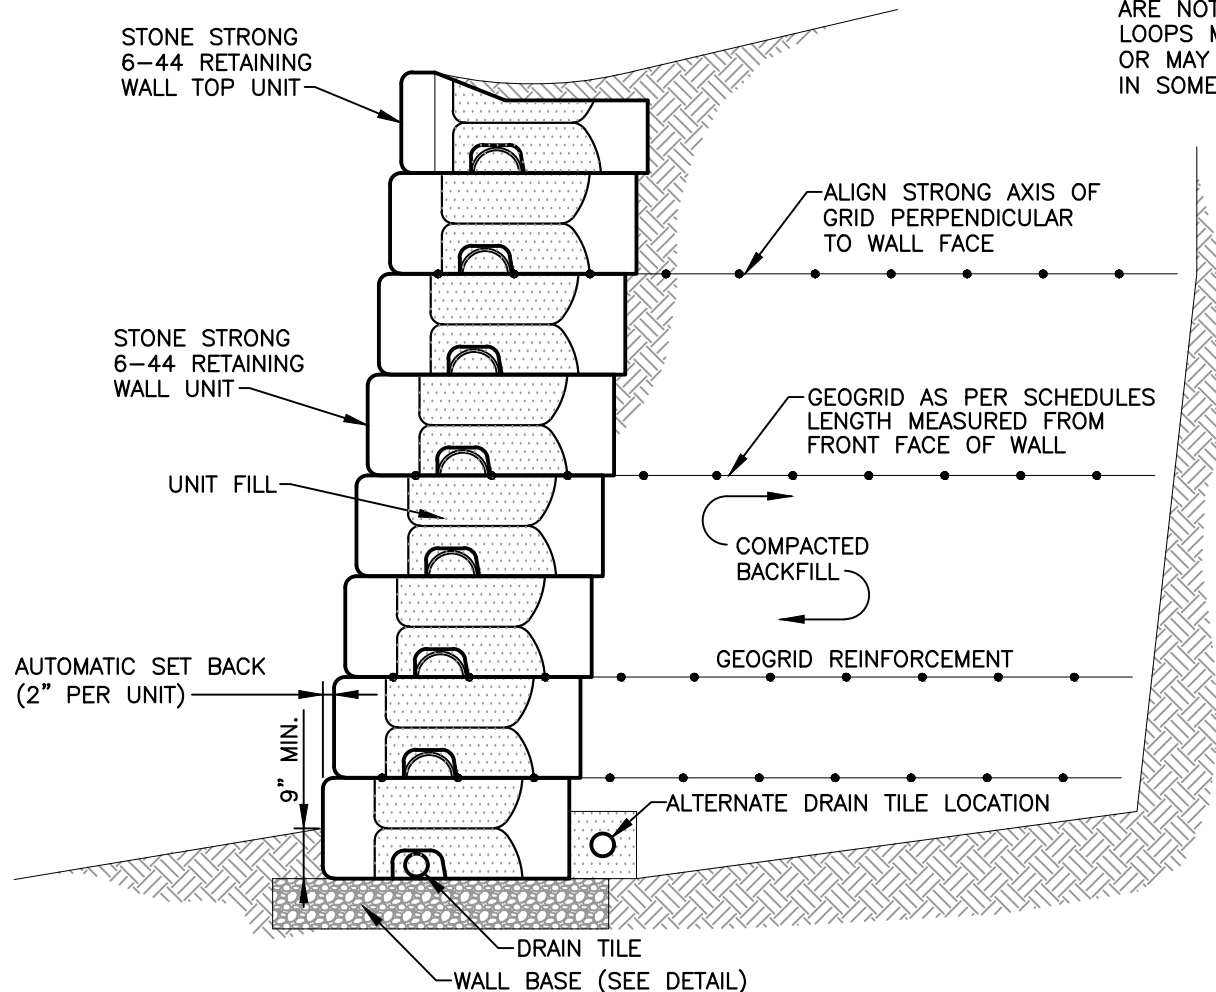 ARE NOT
LOOPS M
OR MAY
IN SOME
STONE STRONG
6-44 RETAINING
WALL TOP UNIT
ALIGN STRONG AXIS OF
GRID PERPENDICULAR
TO WALL FACE
STONE STRONG
6-44 RETAINING
WALL UNIT
GEOGRID AS PER SCHEDULES
LENGTH MEASURED FROM
FRONT FACE OF WALL
UNIT FILL
COMPACTED
BACKFILL
AUTOMATIC SET BACK
(2" PER UNIT)
GEOGRID REINFORCEMENT
9" MIN.
ALTERNATE DRAIN TILE LOCATION
DRAIN TILE
WALL BASE (SEE DETAIL)